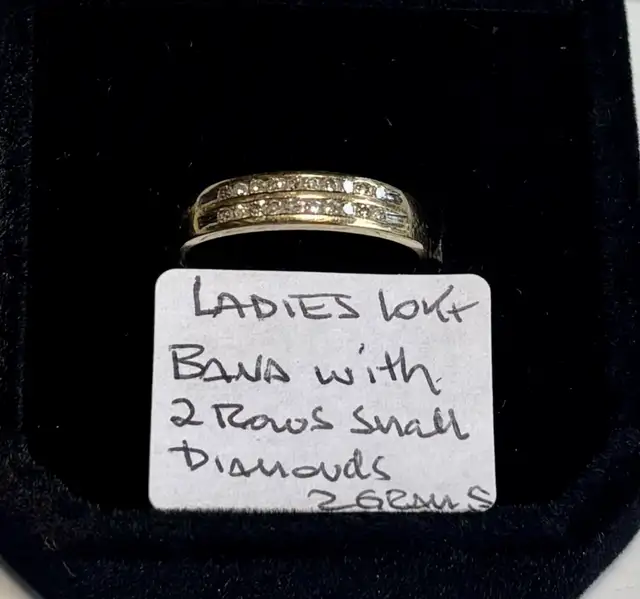 LADIES 10Kt
BAND with
2 Rows small
DIAMONDS
2 GRAMS